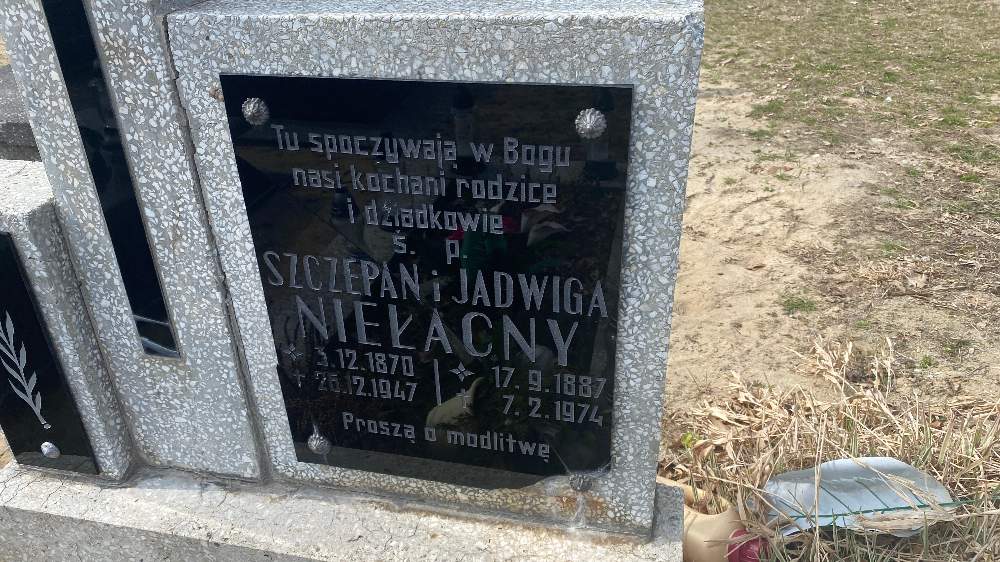 Tu spoczywają w Bogu
nasi kochani rodzice
i dziadkowie
ś. p.
SZCZEPAN i JADWIGA
NIEŁACNY
3.12.1870 17.9.1887
26.12.1947 7.2.1974
Proszą o modlitwę